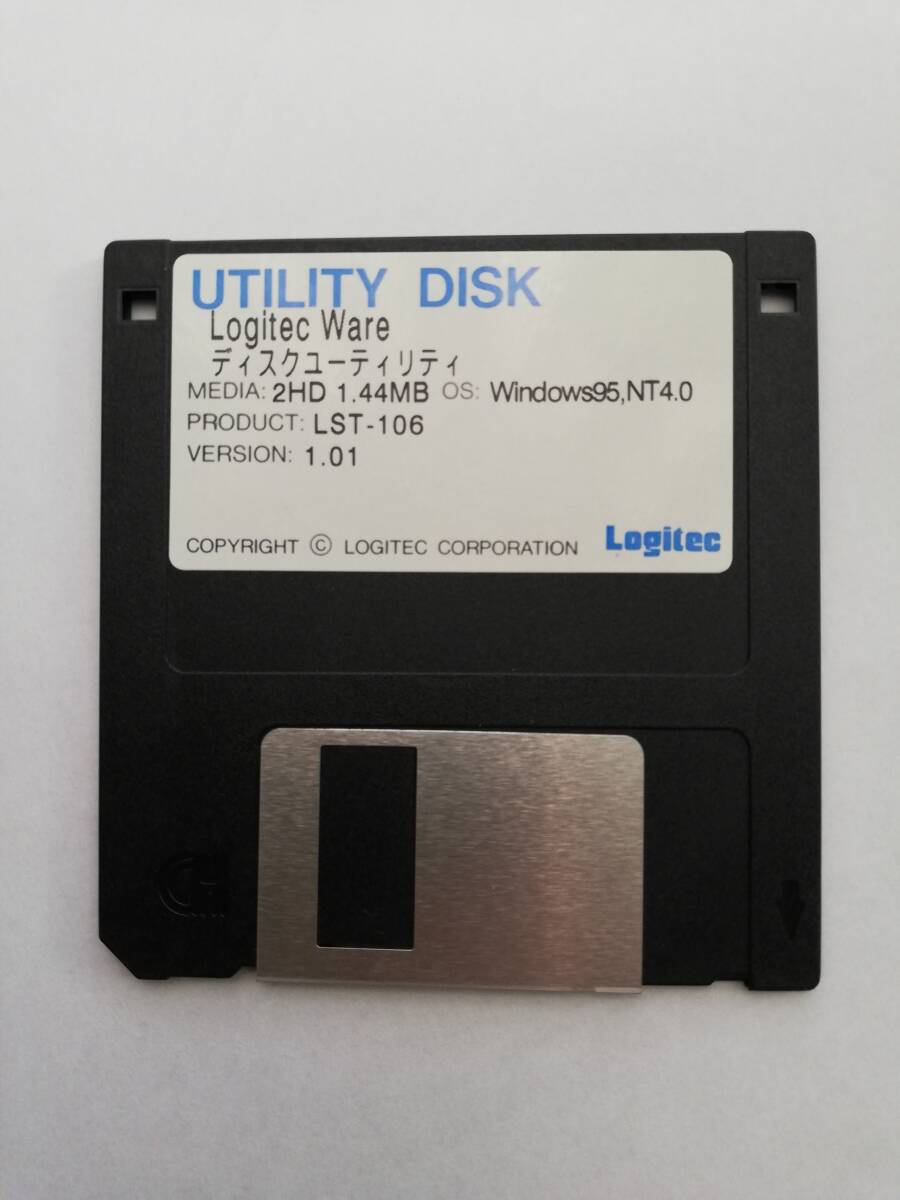 UTILITY DISK
Logitec Ware
ディスクユーティリティ
MEDIA: 2HD 1.44MB OS: Windows95,NT4.0
PRODUCT: LST-106
VERSION: 1.01
COPYRIGHT © LOGITEC CORPORATION Logitec